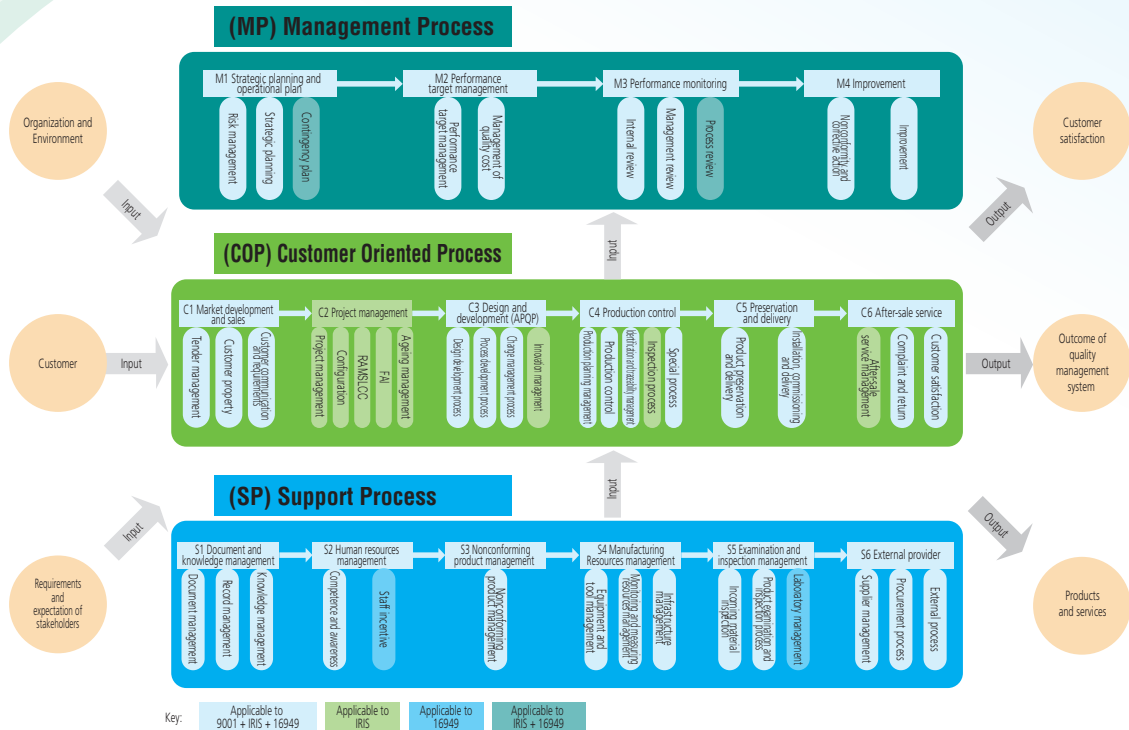 (MP) Management Process
M1 Strategic planning and
operational plan
Risk management
Strategic planning
Contingency plan
M2 Performance
target management
Performance
target management
Management of
quality cost
M3 Performance monitoring
Internal review
Management review
Process review
M4 Improvement
Nonconformity and
corrective action
Improvement
Organization and
Environment
Input
Customer
satisfaction
Output
Input
(COP) Customer Oriented Process
C1 Market development
and sales
Tender management
Customer property
Customer communication
and requirements
C2 Project management
Project management
Configuration
RAMSLCC
FAI
Ageing management
C3 Design and
development (APQP)
Design development process
Process development process
Change management process
Innovation management
C4 Production control
Production planning management
Production control
Identification and traceability management
Inspection process
Special process
C5 Preservation
and delivery
Product preservation
and delivery
Installation, commissioning
and delivery
C6 After-sale service
After-sale
service management
Complaint and return
Customer satisfaction
Customer
Input
Output
Outcome of
quality
management
system
Input
(SP) Support Process
S1 Document and
knowledge management
Document management
Record management
Knowledge management
S2 Human resources
management
Competence and awareness
Staff incentive
S3 Nonconforming
product management
Nonconforming
product management
S4 Manufacturing
Resources management
Equipment and
tool management
Monitoring and measuring
resources management
Infrastructure
management
S5 Examination and
inspection management
Incoming material
inspection
Product examination and
inspection process
Laboratory management
S6 External provider
Supplier management
Procurement process
External process
Input
Requirements
and
expectation of
stakeholders
Output
Products
and services
Key:
Applicable to
9001 + IRIS + 16949
Applicable to
IRIS
Applicable to
16949
Applicable to
IRIS + 16949